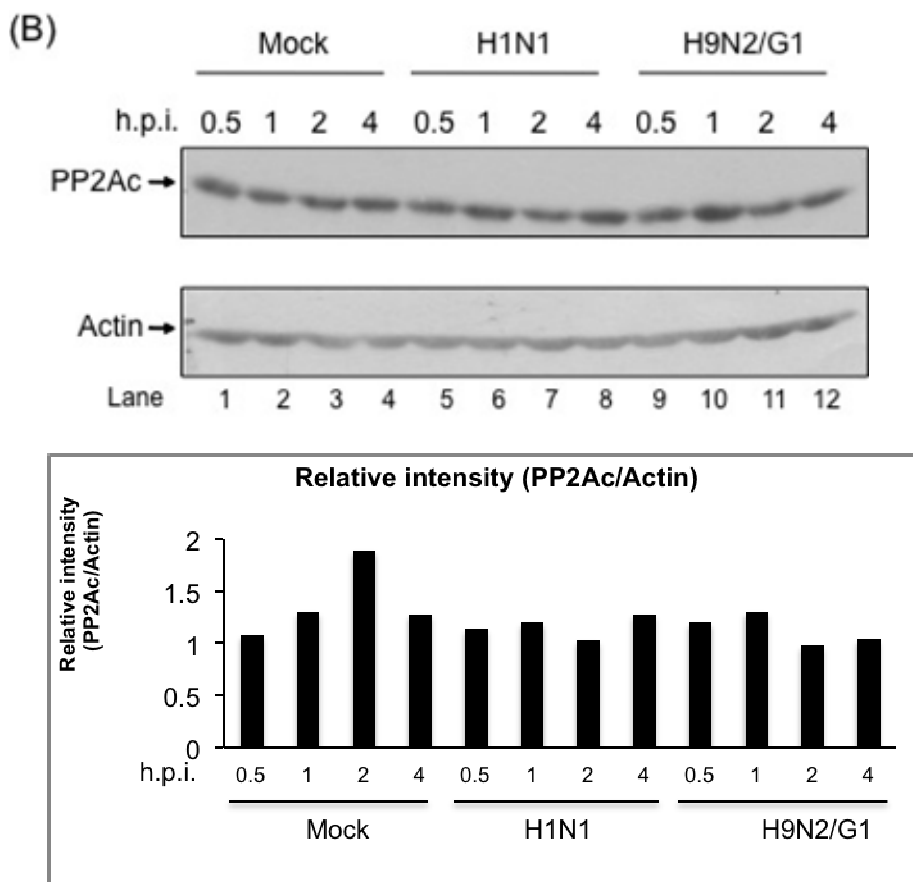 (B)
Mock H1N1 H9N2/G1
h.p.i. 0.5 1 2 4 0.5 1 2 4 0.5 1 2 4
PP2Ac
Actin
Lane 1 2 3 4 5 6 7 8 9 10 11 12
Relative intensity (PP2Ac/Actin)
Relative intensity
(PP2Ac/Actin)
2
1.5
1
0.5
0
h.p.i. 0.5 1 2 4 0.5 1 2 4 0.5 1 2 4
Mock H1N1 H9N2/G1